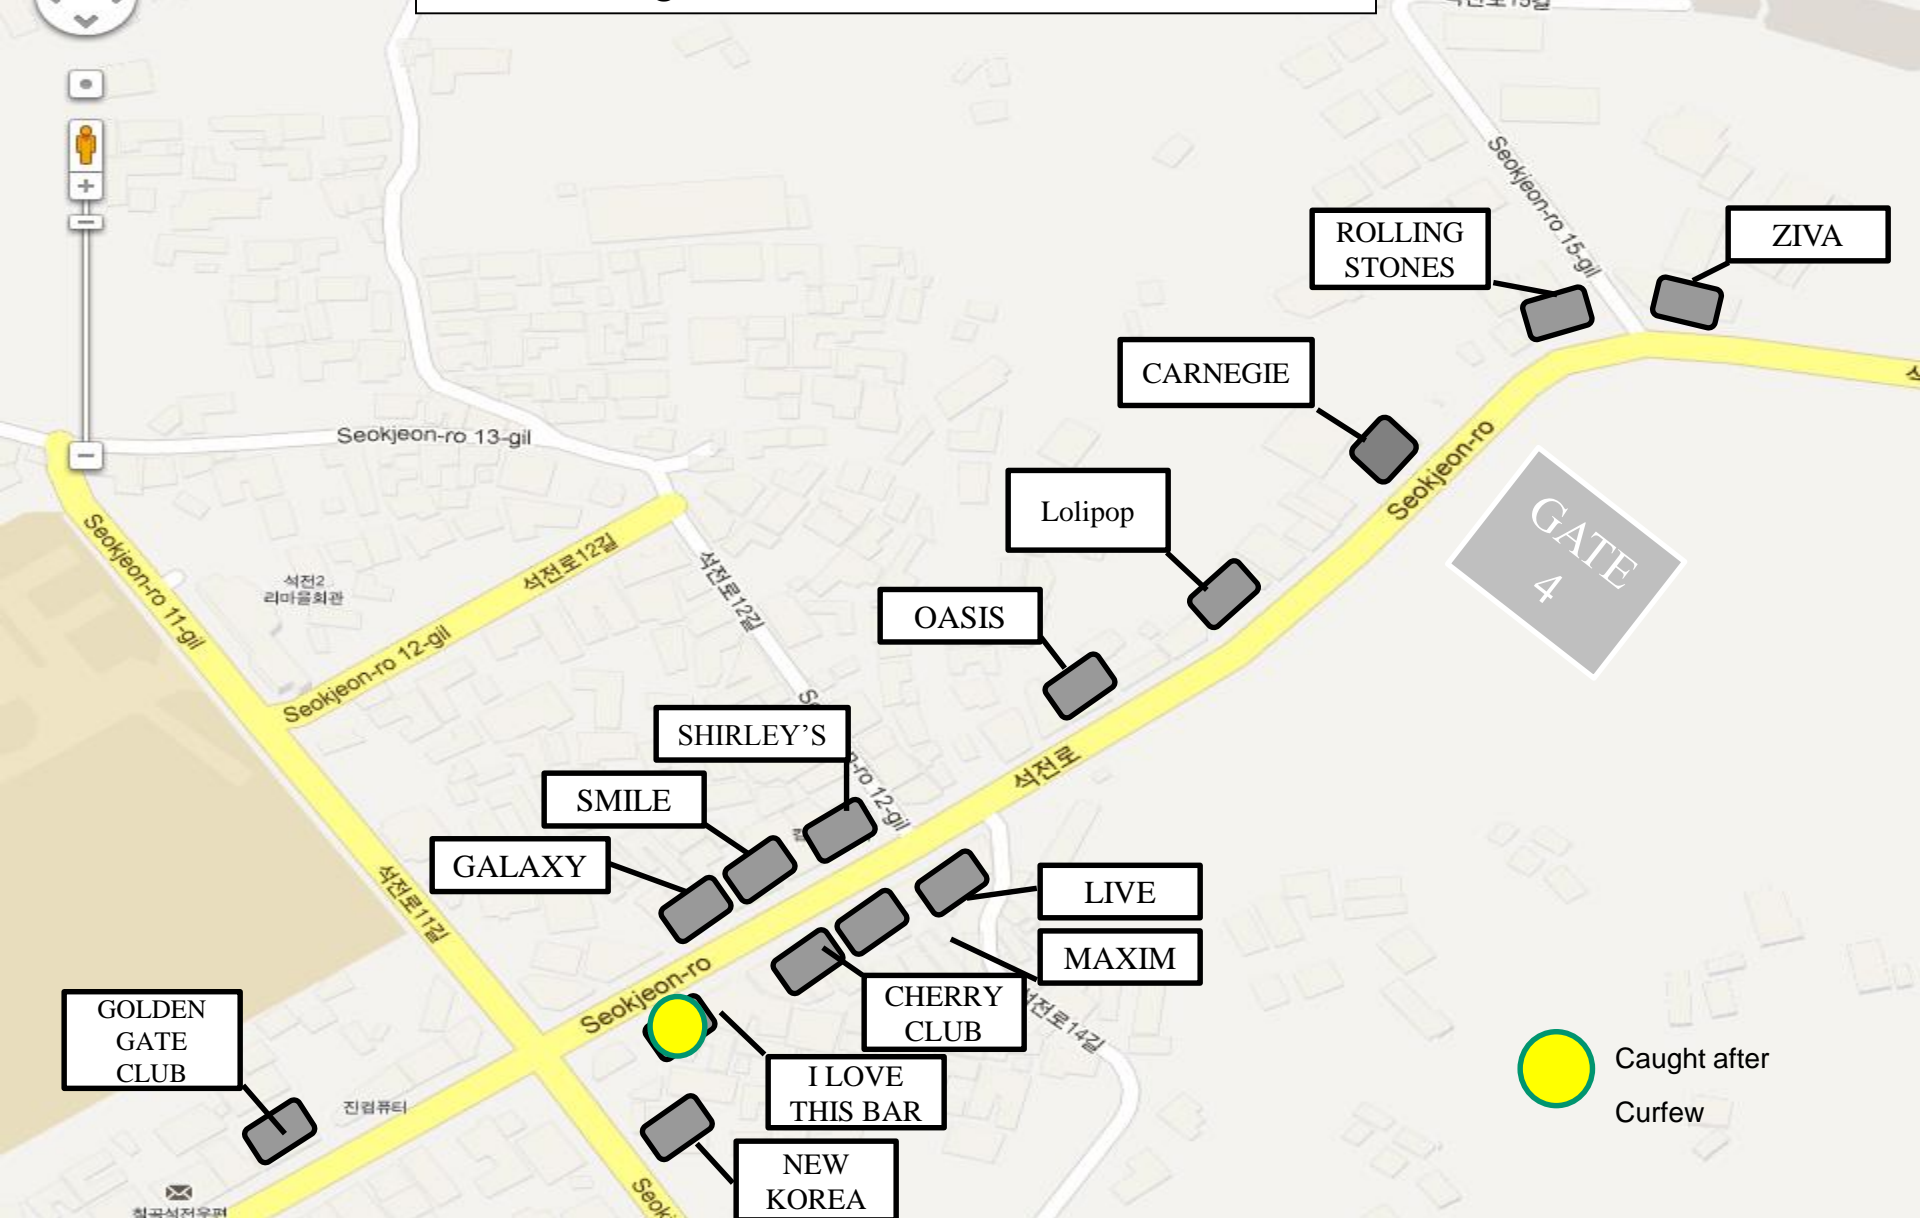 Seokjeon-ro 15-gil
ROLLING
STONES
ZIVA
CARNEGIE
Seokjeon-ro 13-gil
Seokjeon-ro
Lolipop
GATE
4
Seokjeon-ro 11-gil
석전로12길
석전2
리마을회관
석전로12길
OASIS
Seokjeon-ro 12-gil
SHIRLEY'S
석전로
SMILE
n-ro 12-gil
GALAXY
석전로11길
LIVE
MAXIM
Seokjeon-ro
CHERRY
CLUB
석전로14길
GOLDEN
GATE
CLUB
Caught after
Curfew
I LOVE
THIS BAR
진컴퓨터
NEW
KOREA